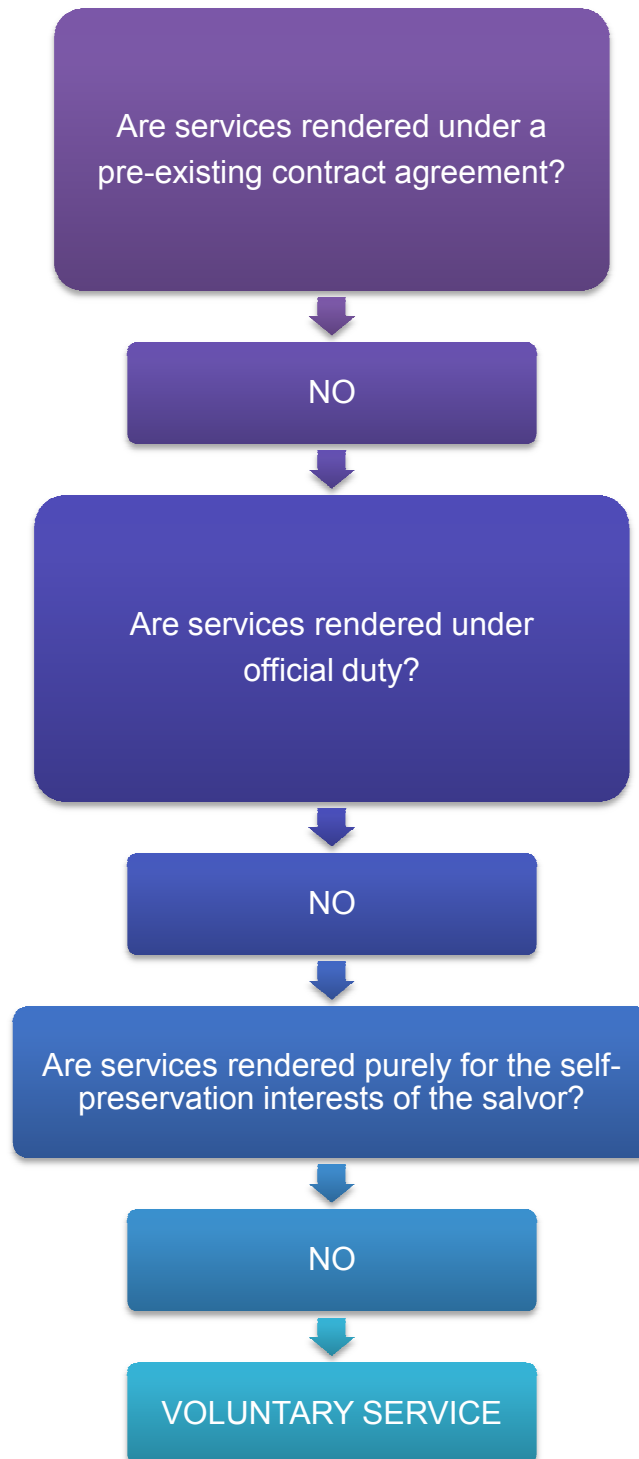 Are services rendered under a
pre-existing contract agreement?
NO
Are services rendered under
official duty?
NO
Are services rendered purely for the self-
preservation interests of the salvor?
NO
VOLUNTARY SERVICE